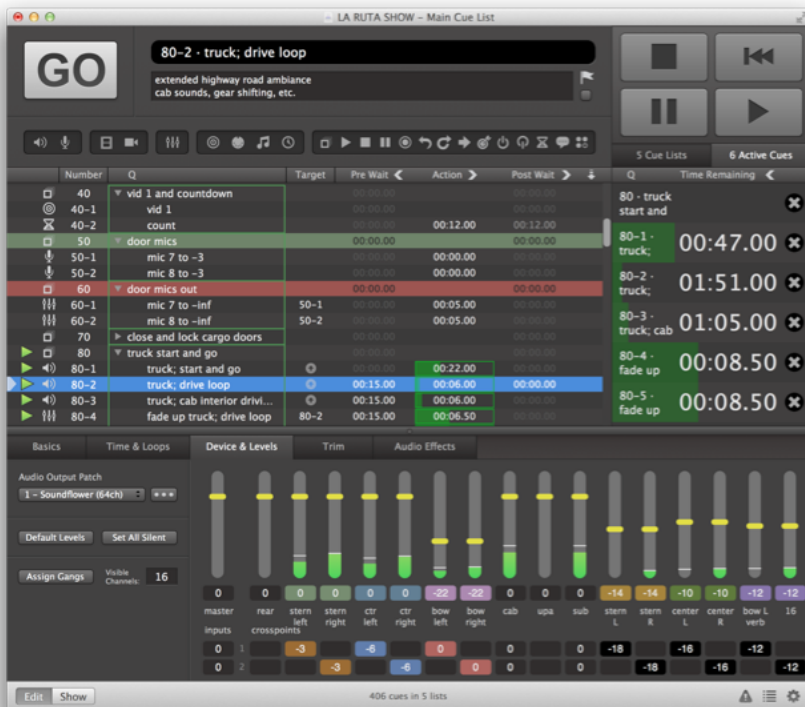 LA RUTA SHOW – Main Cue List
GO
80-2 · truck; drive loop
extended highway road ambiance
cab sounds, gear shifting, etc.
5 Cue Lists 6 Active Cues
Number Q Target Pre Wait Action Post Wait
Q Time Remaining
40 vid 1 and countdown 00:00.00 00:00.00
40-1 vid 1 00:00.00 00:00.00
40-2 count 00:00.00 00:12.00 00:12.00
50 door mics 00:00.00 00:00.00
50-1 mic 7 to -3 00:00.00 00:00.00 00:00.00
50-2 mic 8 to -3 00:00.00 00:00.00 00:00.00
60 door mics out 00:00.00 00:00.00
60-1 mic 7 to -inf 50-1 00:00.00 00:05.00 00:00.00
60-2 mic 8 to -inf 50-2 00:00.00 00:05.00 00:00.00
70 close and lock cargo doors 00:00.00 00:00.00
80 truck start and go 00:00.00 00:00.00
80-1 truck; start and go 00:00.00 00:22.00 00:00.00
80-2 truck; drive loop 00:15.00 00:06.00 00:00.00
80-3 truck; cab interior drivi... 00:15.00 00:06.00 00:00.00
80-4 fade up truck; drive loop 80-2 00:15.00 00:06.50 00:00.00
80 · truck
start and
80-1 ·
truck; 00:47.00
80-2 ·
truck; 01:51.00
80-3 ·
truck; cab 01:05.00
80-4 ·
fade up 00:08.50
80-5 ·
fade up 00:08.50
Basics Time & Loops Device & Levels Trim Audio Effects
Audio Output Patch
1 – Soundflower (64ch)
Default Levels Set All Silent
Assign Gangs Visible
Channels: 16
0 0 0 0 0 0 -22 -22 0 0 0 -14 -14 -10 -10 -12 -12
master rear stern left stern right ctr left ctr right bow left bow right cab upa sub stern L stern R center L center R bow L verb 16
inputs crosspoints
0 1 -3 -6 0 0 0 -18 -16 -12
0 2 -3 -6 0 0 0 -18 -16 -12
Edit Show 406 cues in 5 lists